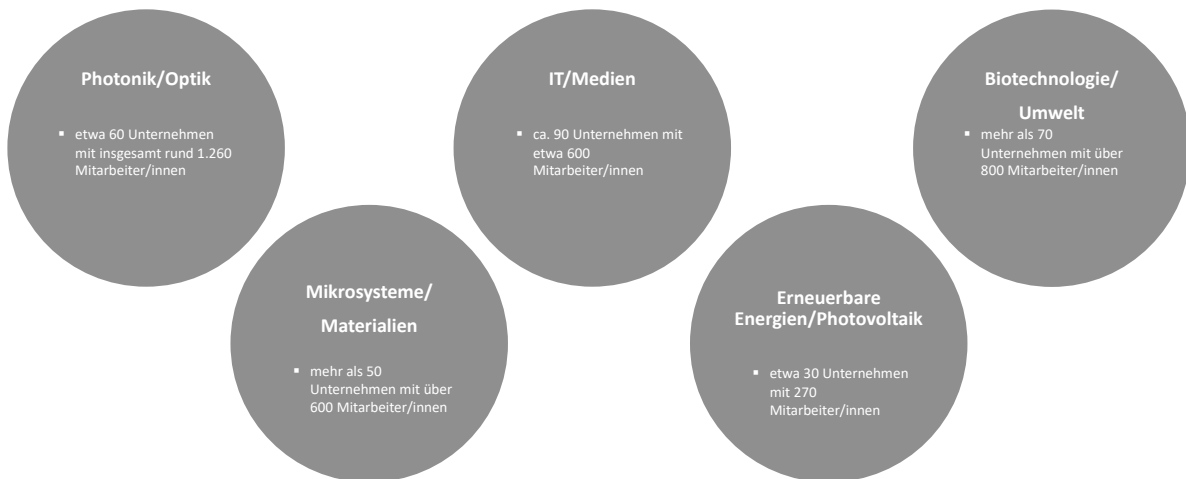 Photonik/Optik
▪ etwa 60 Unternehmen
mit insgesamt rund 1.260
Mitarbeiter/innen
IT/Medien
▪ ca. 90 Unternehmen mit
etwa 600
Mitarbeiter/innen
Biotechnologie/
Umwelt
▪ mehr als 70
Unternehmen mit über
800 Mitarbeiter/innen
Mikrosysteme/
Materialien
▪ mehr als 50
Unternehmen mit über
600 Mitarbeiter/innen
Erneuerbare
Energien/Photovoltaik
▪ etwa 30 Unternehmen
mit 270
Mitarbeiter/innen